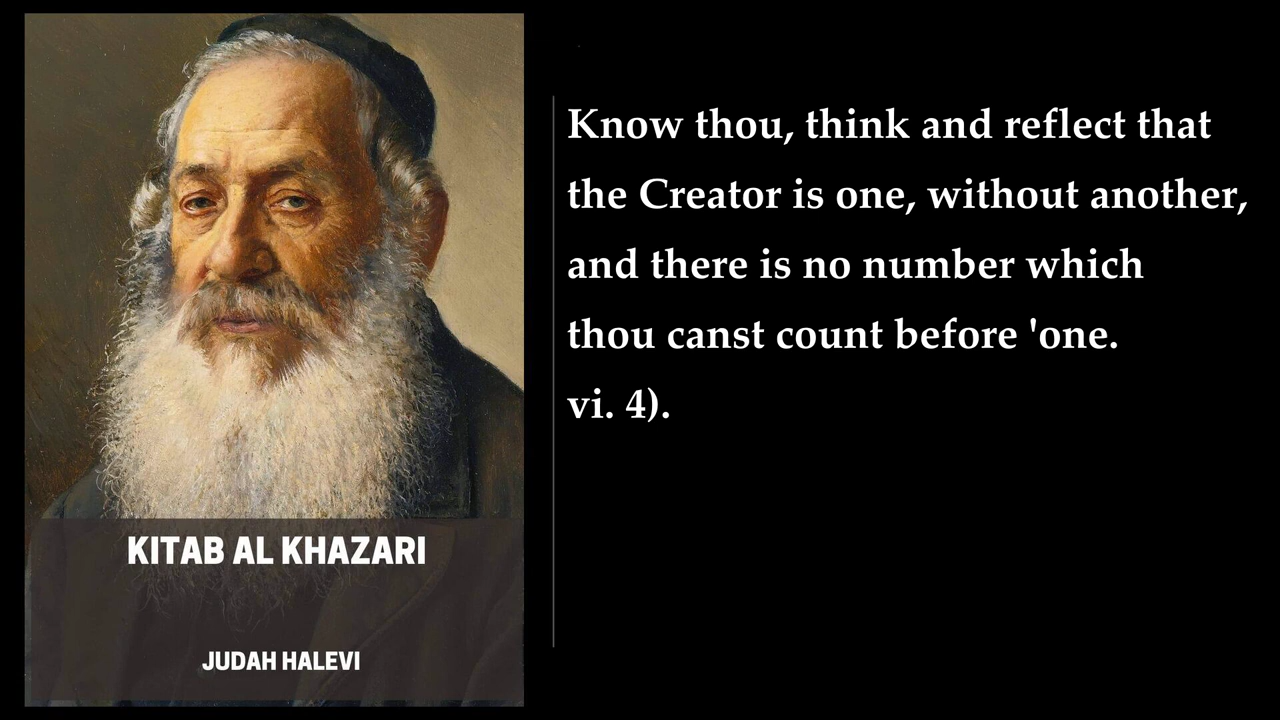 KITAB AL KHAZARI
JUDAH HALEVI
Know thou, think and reflect that
the Creator is one, without another,
and there is no number which
thou canst count before 'one.
vi. 4).